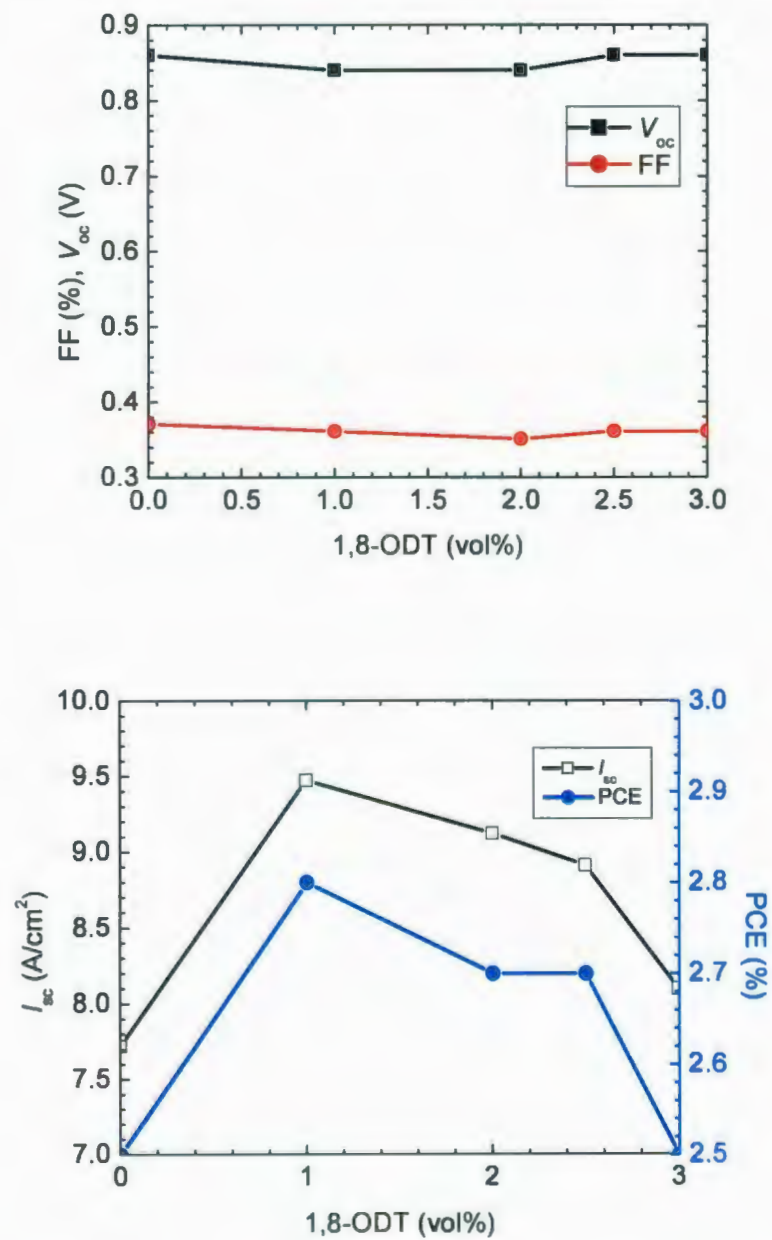 0.9
0.8
0.7
0.6
0.5
0.4
0.3
FF (%), Voc (V)
Voc
FF
0.0 0.5 1.0 1.5 2.0 2.5 3.0
1,8-ODT (vol%)
10.0
9.5
9.0
8.5
8.0
7.5
7.0
Isc (A/cm²)
Isc
PCE
3.0
2.9
2.8
2.7
2.6
2.5
PCE (%)
0 1 2 3
1,8-ODT (vol%)